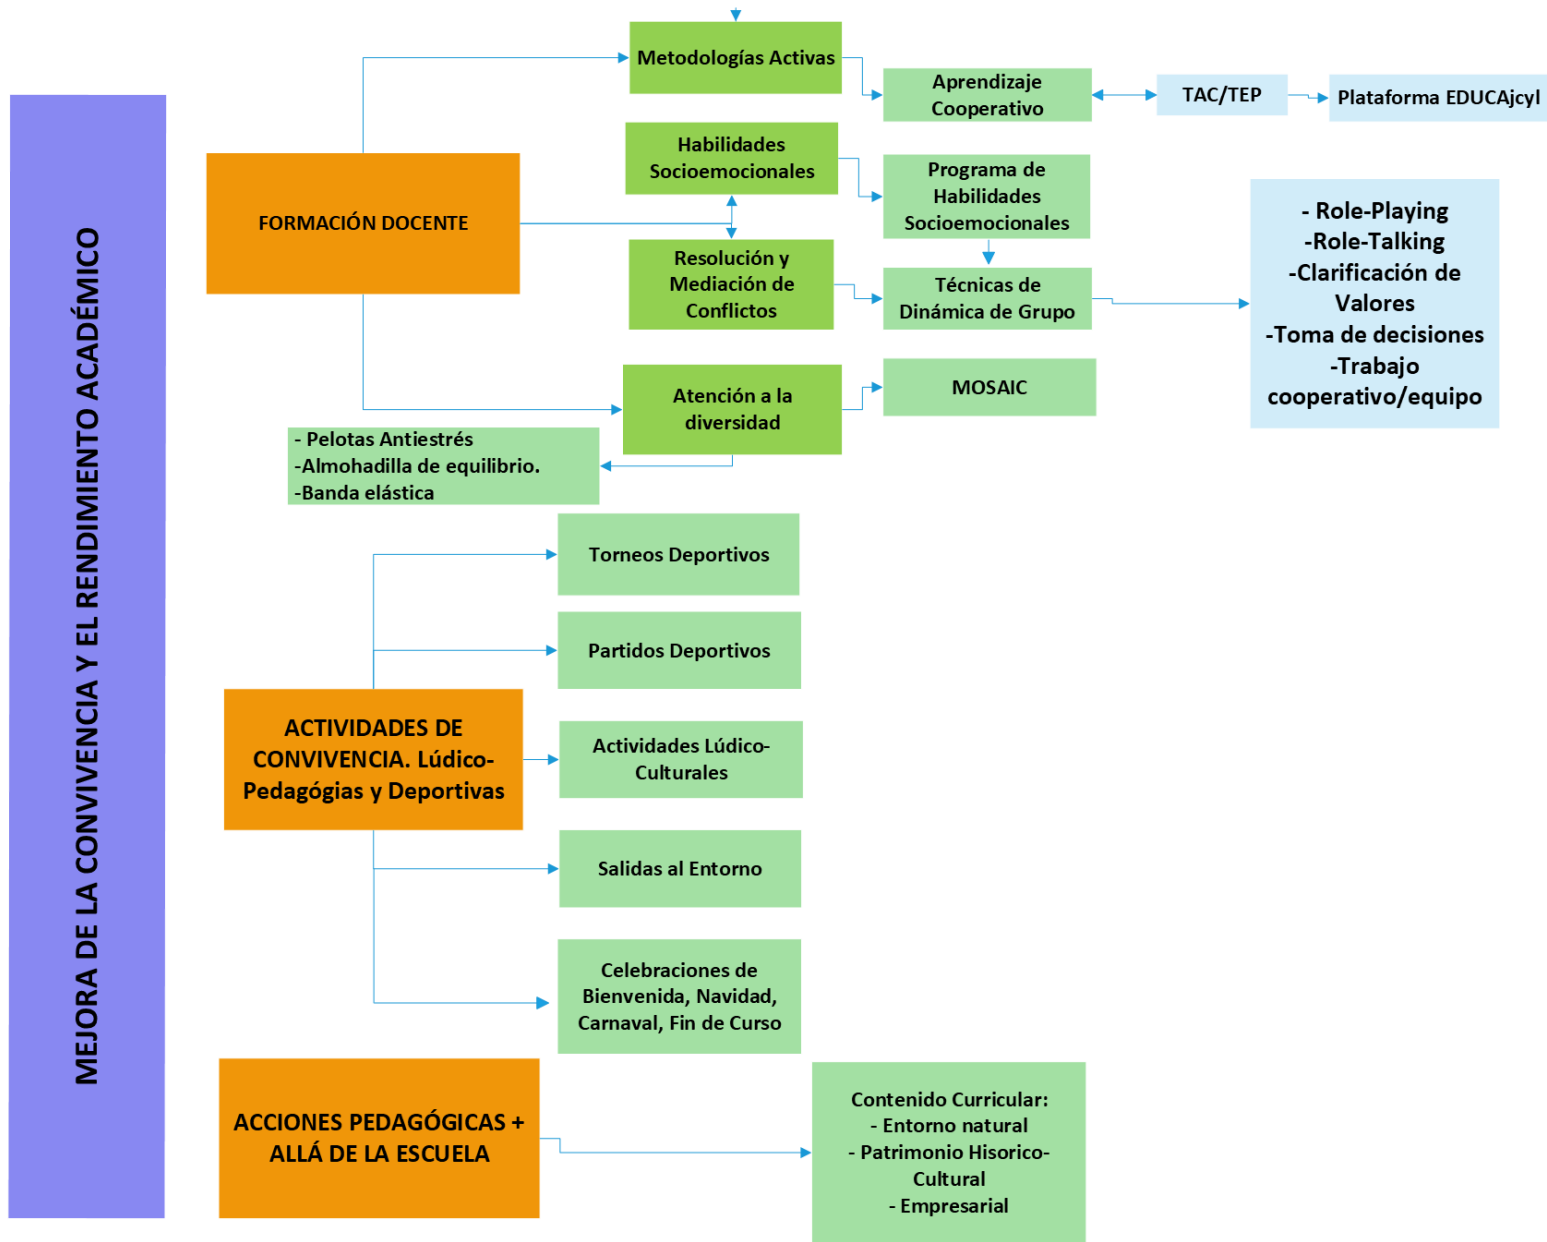 MEJORA DE LA CONVIVENCIA Y EL RENDIMIENTO ACADÉMICO
FORMACIÓN DOCENTE
Metodologías Activas
Aprendizaje
Cooperativo
TAC/TEP
Plataforma EDUCAjcyl
Habilidades
Socioemocionales
Programa de
Habilidades
Socioemocionales
Resolución y
Mediación de
Conflictos
Técnicas de
Dinámica de Grupo
- Role-Playing
-Role-Talking
-Clarificación de
Valores
-Toma de decisiones
-Trabajo
cooperativo/equipo
Atención a la
diversidad
MOSAIC
- Pelotas Antiestrés
-Almohadilla de equilibrio.
-Banda elástica
ACTIVIDADES DE
CONVIVENCIA. Lúdico-
Pedagógias y Deportivas
Torneos Deportivos
Partidos Deportivos
Actividades Lúdico-
Culturales
Salidas al Entorno
Celebraciones de
Bienvenida, Navidad,
Carnaval, Fin de Curso
ACCIONES PEDAGÓGICAS +
ALLÁ DE LA ESCUELA
Contenido Curricular:
- Entorno natural
- Patrimonio Hisorico-
Cultural
- Empresarial